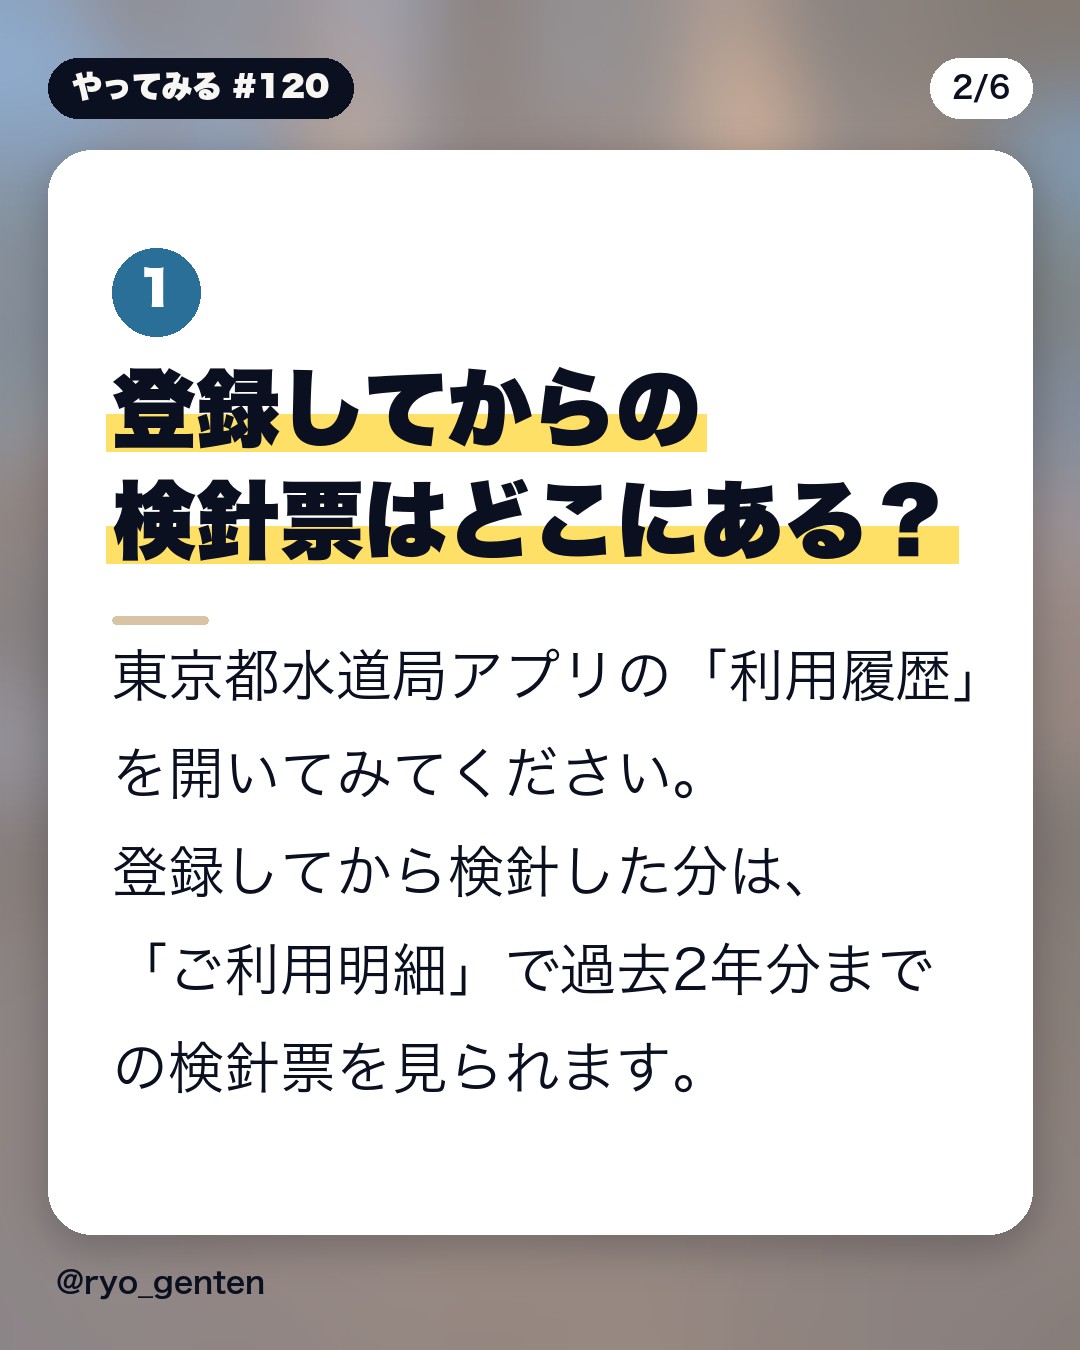 やってみる #120
2/6
1
登録してからの
検針票はどこにある？
東京都水道局アプリの「利用履歴」
を開いてみてください。
登録してから検針した分は、
「ご利用明細」で過去2年分まで
の検針票を見られます。
@ryo_genten